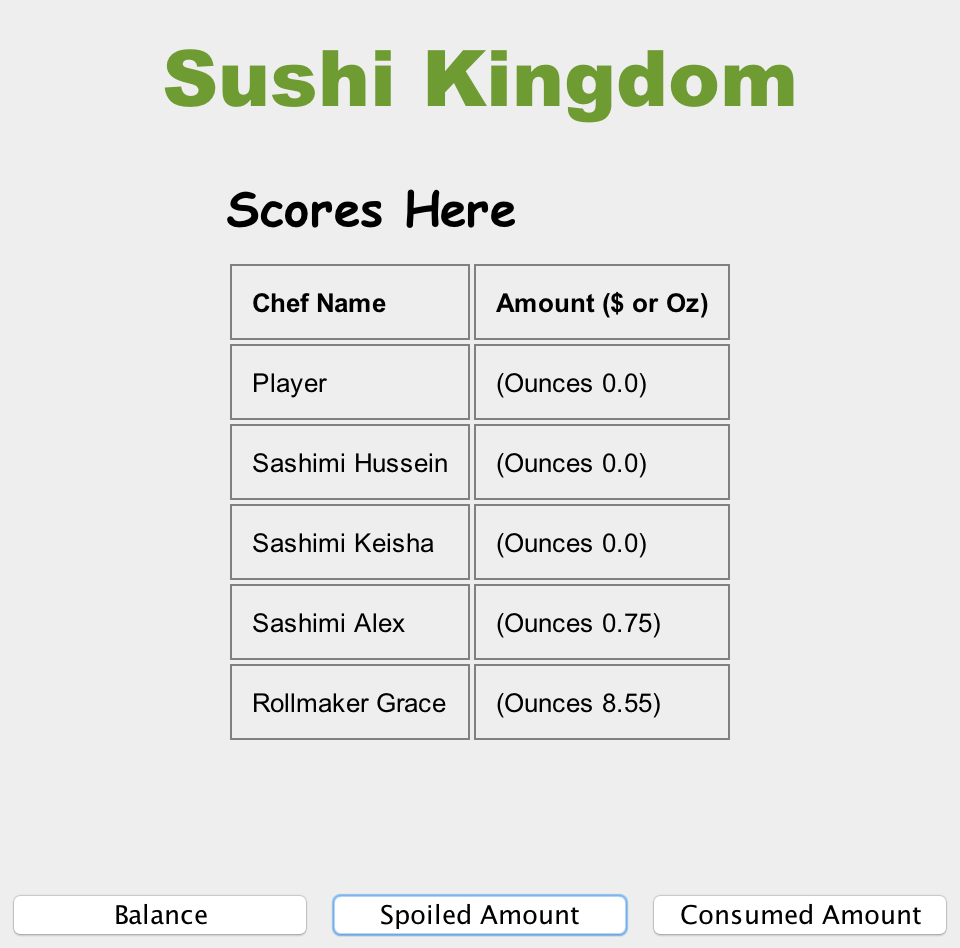 Sushi Kingdom
Scores Here
Chef Name Amount ($ or Oz)
Player (Ounces 0.0)
Sashimi Hussein (Ounces 0.0)
Sashimi Keisha (Ounces 0.0)
Sashimi Alex (Ounces 0.75)
Rollmaker Grace (Ounces 8.55)
Balance Spoiled Amount Consumed Amount